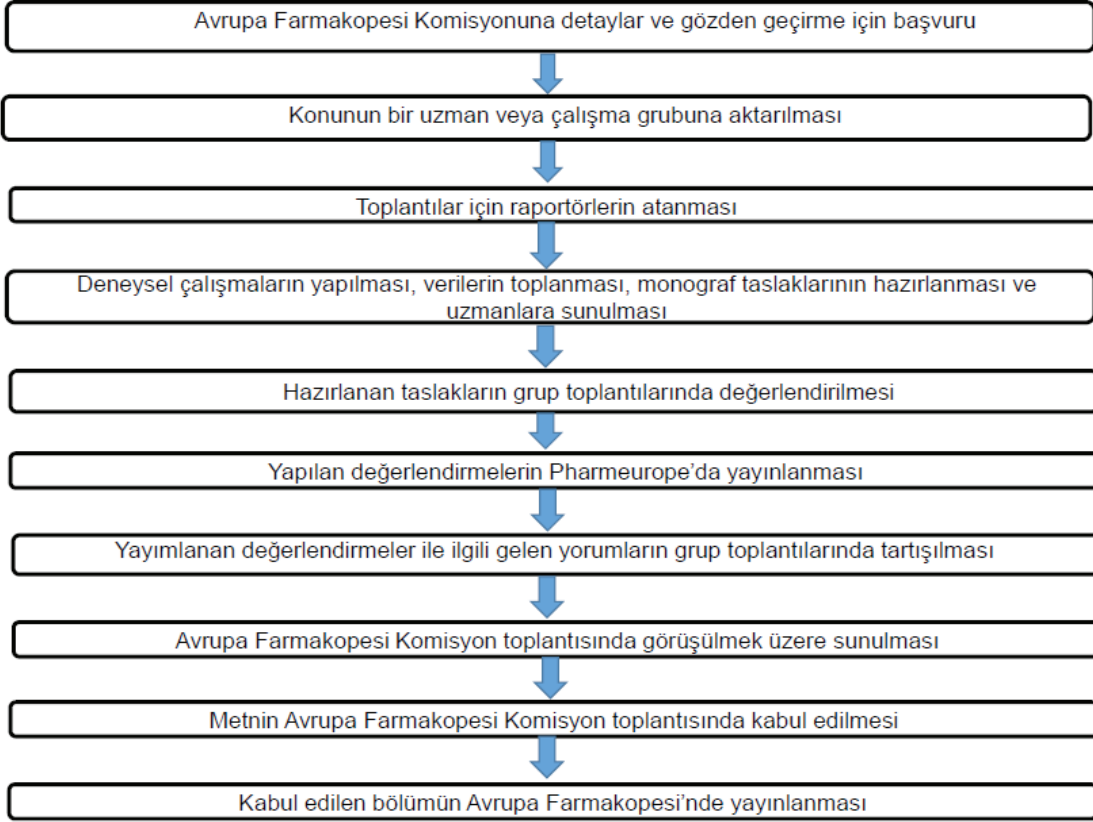 Avrupa Farmakopesi Komisyonuna detaylar ve gözden geçirme için başvuru
Konunun bir uzman veya çalışma grubuna aktarılması
Toplantılar için raportörlerin atanması
Deneysel çalışmaların yapılması, verilerin toplanması, monograf taslaklarının hazırlanması ve
uzmanlara sunulması
Hazırlanan taslakların grup toplantılarında değerlendirilmesi
Yapılan değerlendirmelerin Pharmeurope’da yayınlanması
Yayımlanan değerlendirmeler ile ilgili gelen yorumların grup toplantılarında tartışılması
Avrupa Farmakopesi Komisyon toplantısında görüşülmek üzere sunulması
Metnin Avrupa Farmakopesi Komisyon toplantısında kabul edilmesi
Kabul edilen bölümün Avrupa Farmakopesi’nde yayınlanması